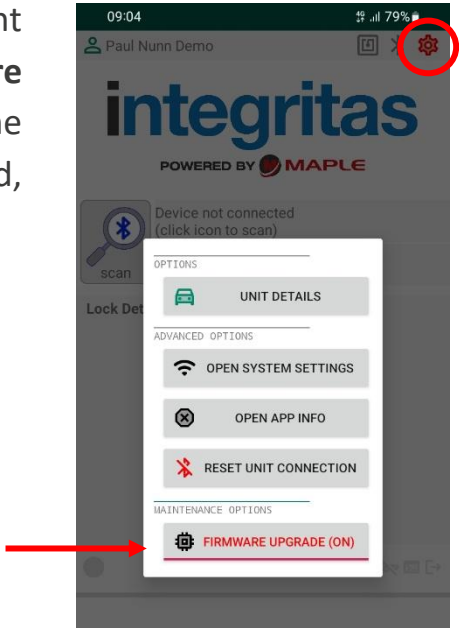 nt
re
ne
d,
09:04
79%
Paul Nunn Demo
integritas
POWERED BY MAPLE
Device not connected
(click icon to scan)
scan
Lock Det
OPTIONS
UNIT DETAILS
ADVANCED OPTIONS
OPEN SYSTEM SETTINGS
OPEN APP INFO
RESET UNIT CONNECTION
MAINTENANCE OPTIONS
FIRMWARE UPGRADE (ON)